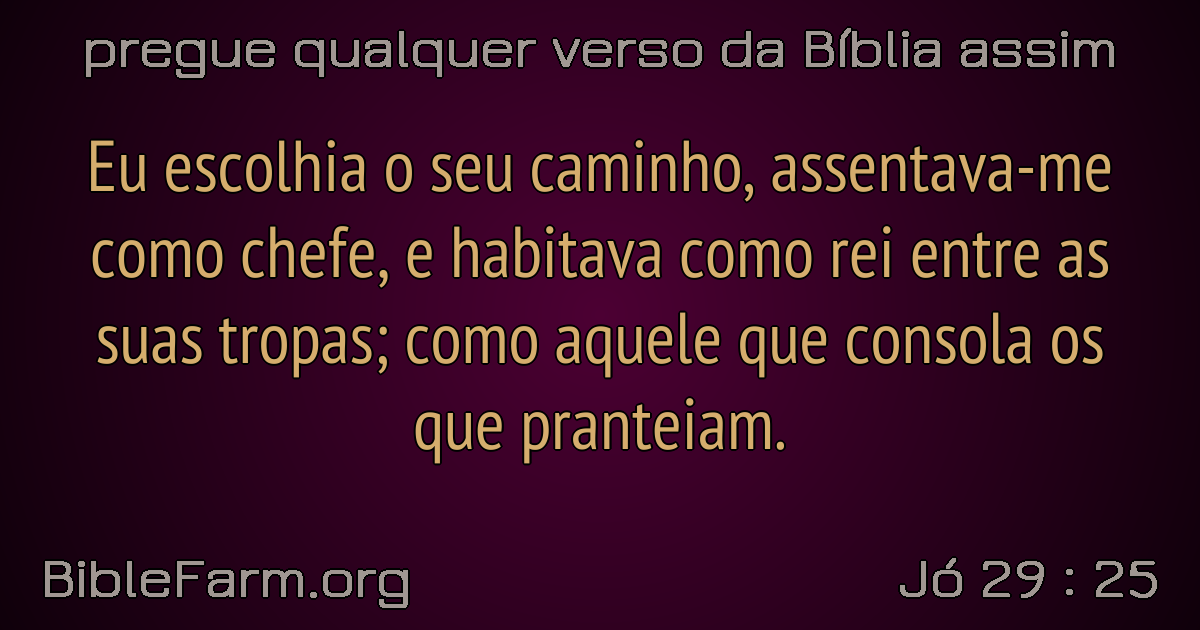 pregue qualquer verso da Bíblia assim
Eu escolhia o seu caminho, assentava-me
como chefe, e habitava como rei entre as
suas tropas; como aquele que consola os
que pranteiam.
BibleFarm.org
Jó 29 : 25